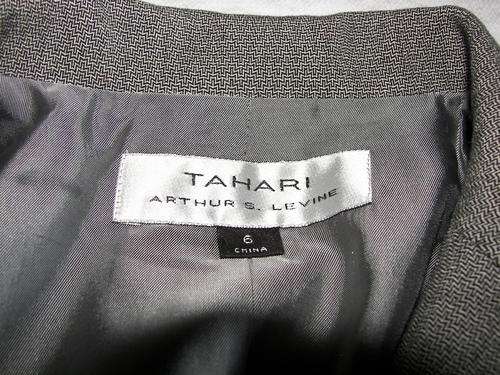 TAHARI
ARTHUR S. LEVINE
6
CHINA